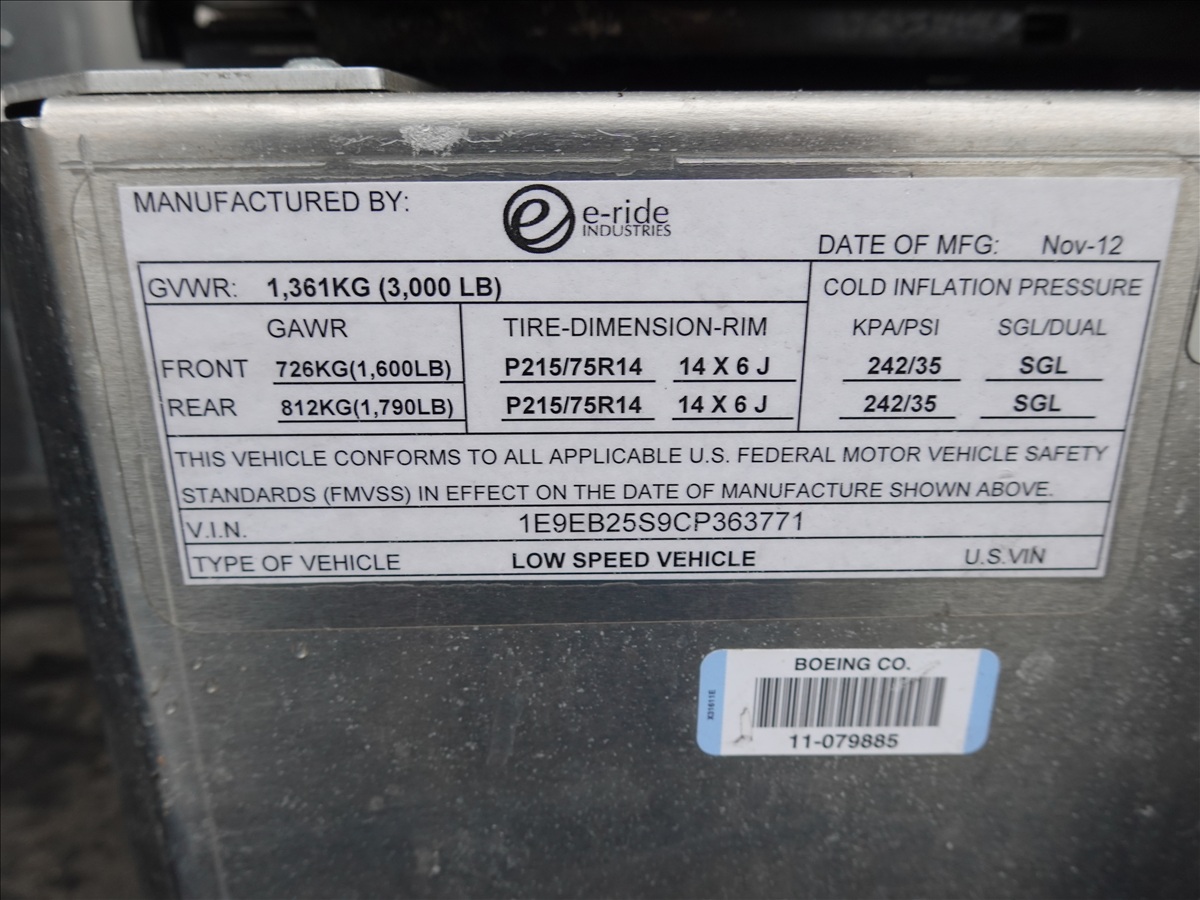 MANUFACTURED BY:
e e-ride
INDUSTRIES
DATE OF MFG: Nov-12
GVWR: 1,361KG (3,000 LB)
COLD INFLATION PRESSURE
GAWR TIRE-DIMENSION-RIM KPA/PSI SGL/DUAL
FRONT 726KG(1,600LB) P215/75R14 14 X 6 J 242/35 SGL
REAR 812KG(1,790LB) P215/75R14 14 X 6 J 242/35 SGL
THIS VEHICLE CONFORMS TO ALL APPLICABLE U.S. FEDERAL MOTOR VEHICLE SAFETY
STANDARDS (FMVSS) IN EFFECT ON THE DATE OF MANUFACTURE SHOWN ABOVE.
V.I.N. 1E9EB25S9CP363771
TYPE OF VEHICLE LOW SPEED VEHICLE U.S.VIN
BOEING CO.
X31611E
11-079885